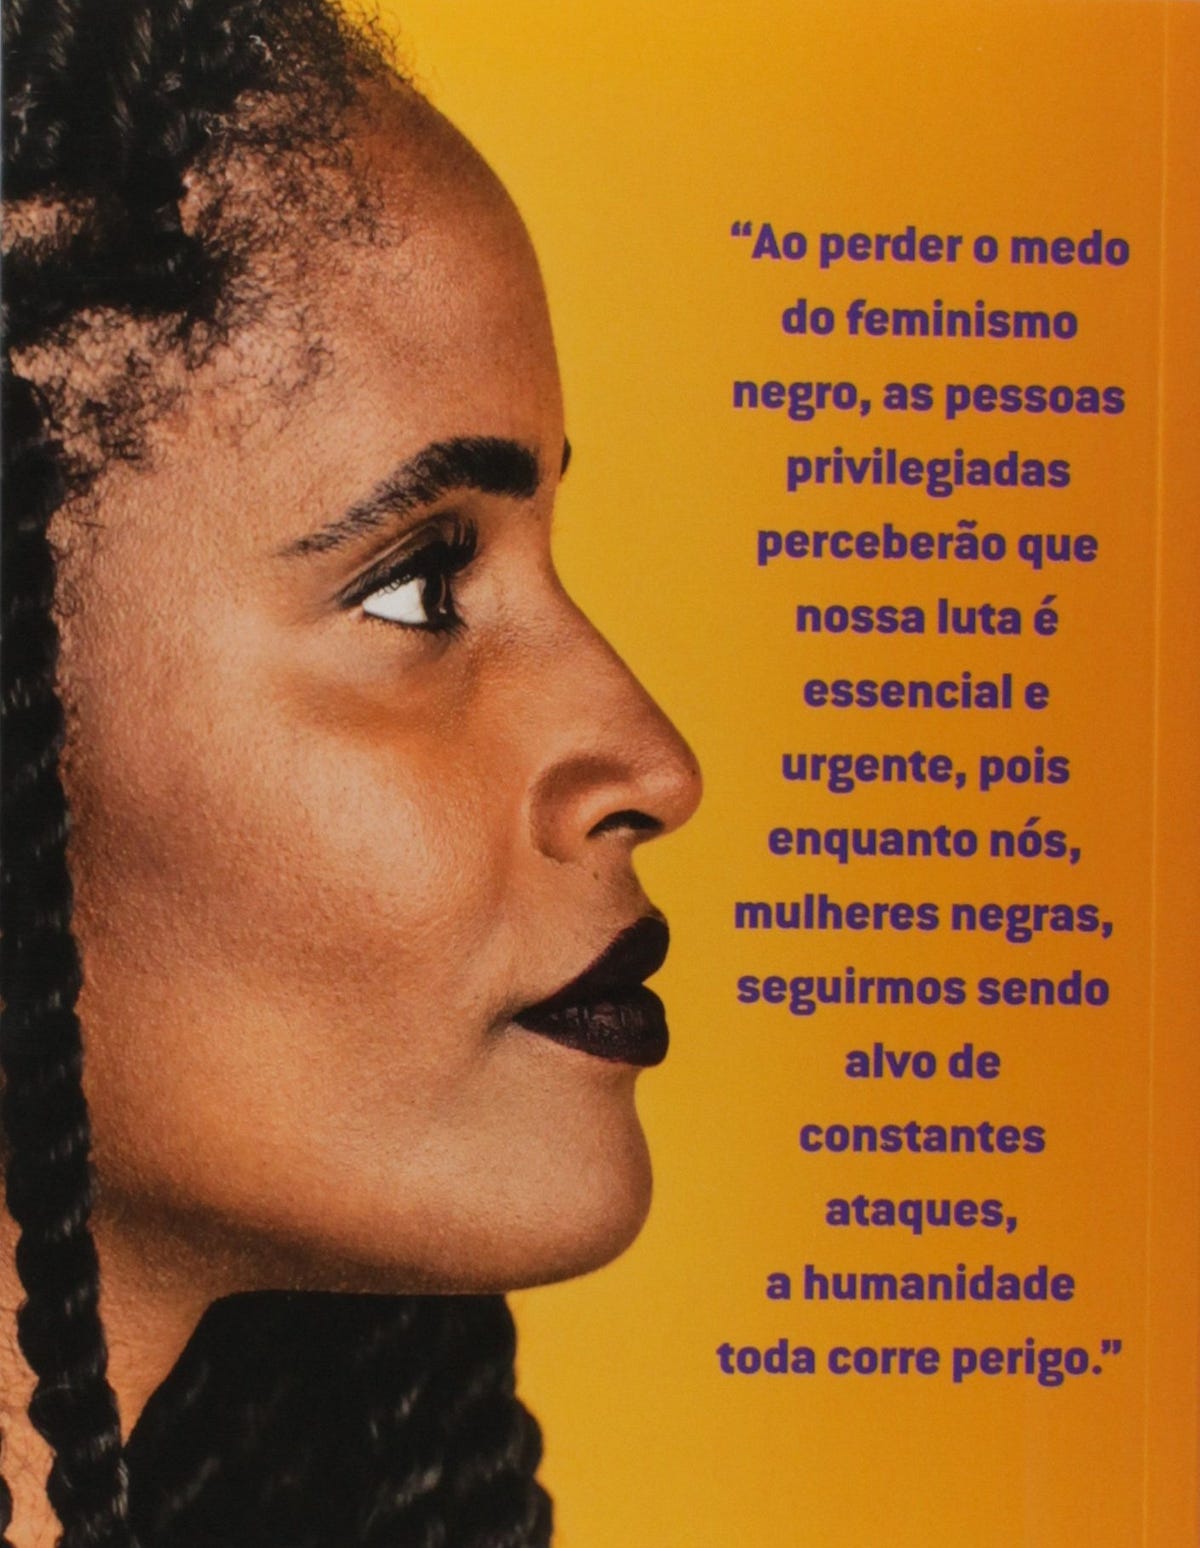 “Ao perder o medo
do feminismo
negro, as pessoas
privilegiadas
perceberão que
nossa luta é
essencial e
urgente, pois
enquanto nós,
mulheres negras,
seguirmos sendo
alvo de
constantes
ataques,
a humanidade
toda corre perigo.”